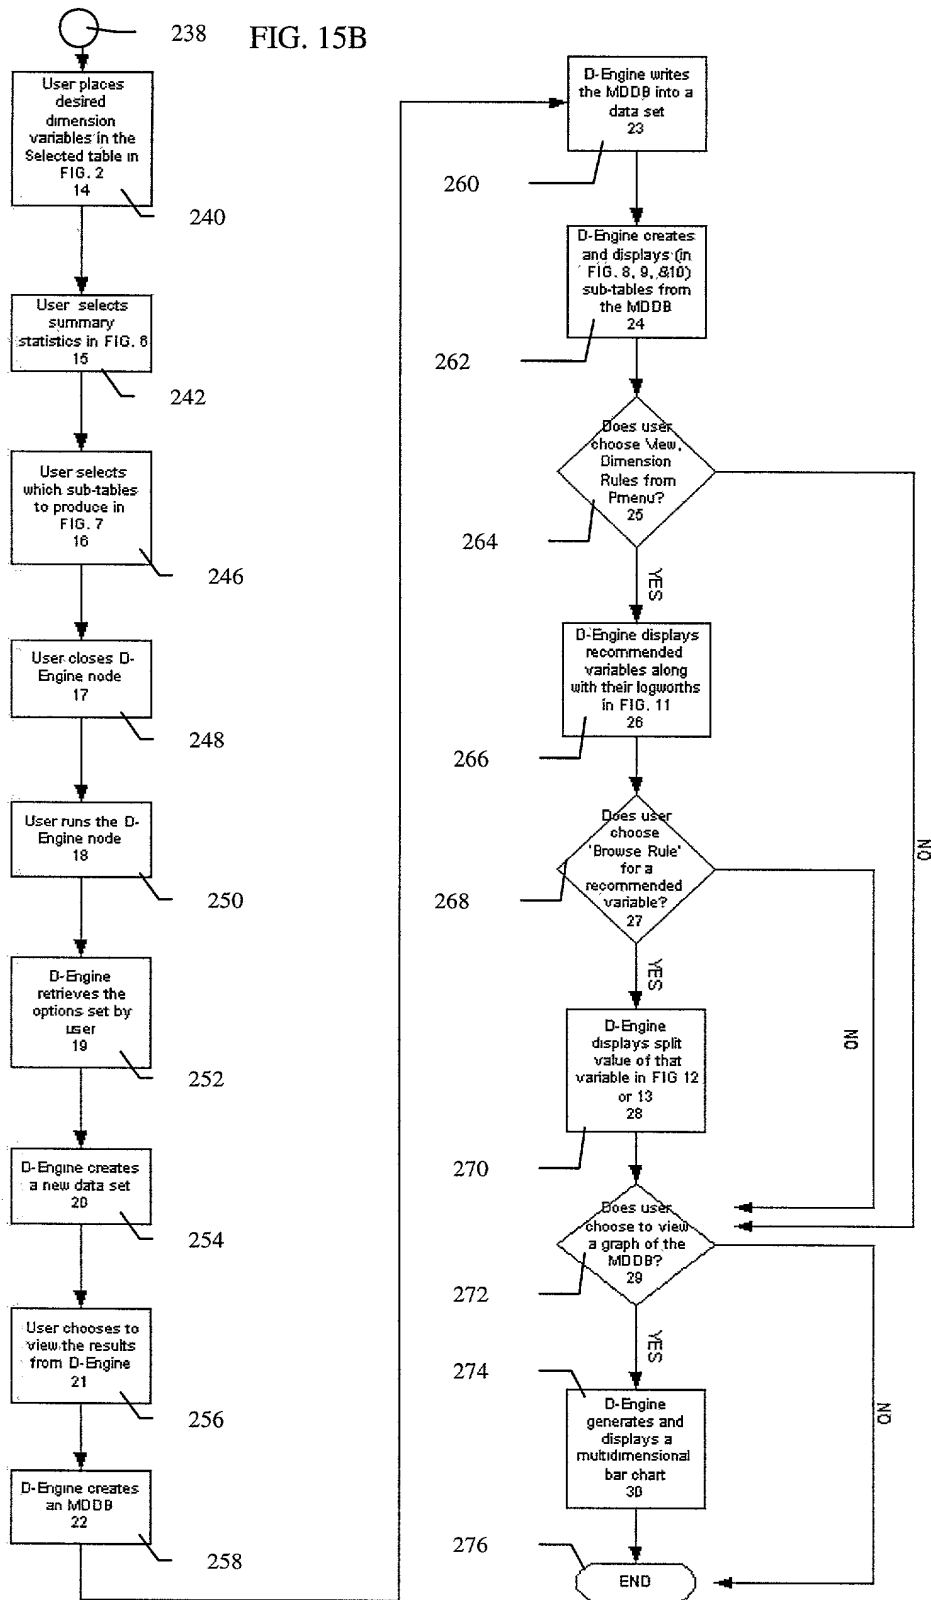 238
FIG. 15B
User places
desired
dimension
variables in the
Selected table in
FIG. 2
14
240
User selects
summary
statistics in FIG. 6
15
242
User selects
which sub-tables
to produce in
FIG. 7
16
246
User closes D-
Engine node
17
248
User runs the D-
Engine node
18
250
D-Engine
retrieves the
options set by
user
19
252
D-Engine creates
a new data set
20
254
User chooses to
view the results
from D-Engine
21
256
D-Engine creates
an MDDB
22
258
D-Engine writes
the MDDB into a
data set
23
260
D-Engine creates
and displays (in
FIG. 8, 9, &10)
sub-tables from
the MDDB
24
262
Does user
choose View,
Dimension
Rules from
Pmenu?
25
264
YES
NO
D-Engine displays
recommended
variables along
with their logworths
in FIG. 11
26
266
Does user
choose
'Browse Rule'
for a
recommended
variable?
27
268
YES
NO
D-Engine
displays split
value of that
variable in FIG 12
or 13
28
270
Does user
choose to view
a graph of the
MDDB?
29
272
YES
NO
274
D-Engine
generates and
displays a
multidimensional
bar chart
30
276
END